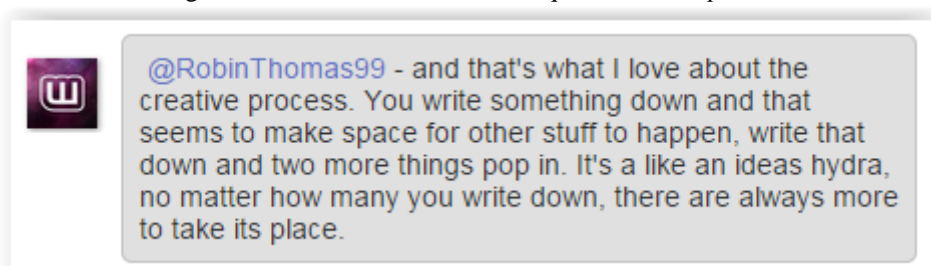 @RobinThomas99 - and that's what I love about the
creative process. You write something down and that
seems to make space for other stuff to happen, write that
down and two more things pop in. It's a like an ideas hydra,
no matter how many you write down, there are always more
to take its place.